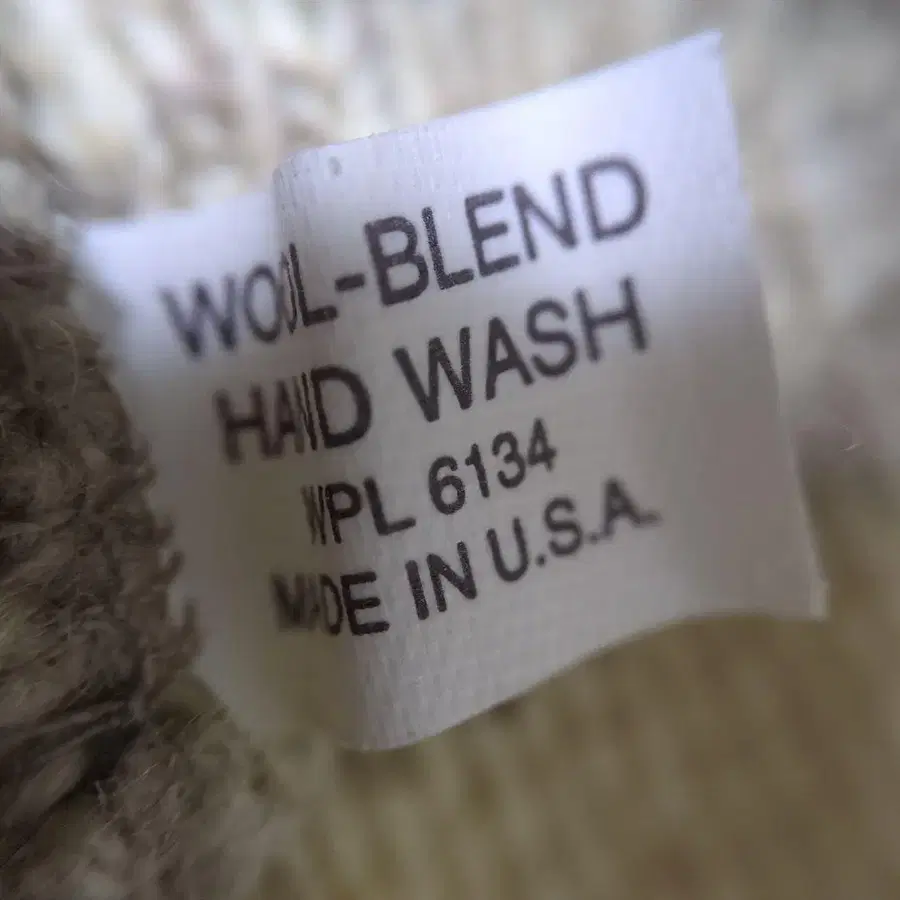 WOOL-BLEND
HAND WASH
WPL 6134
MADE IN U.S.A.